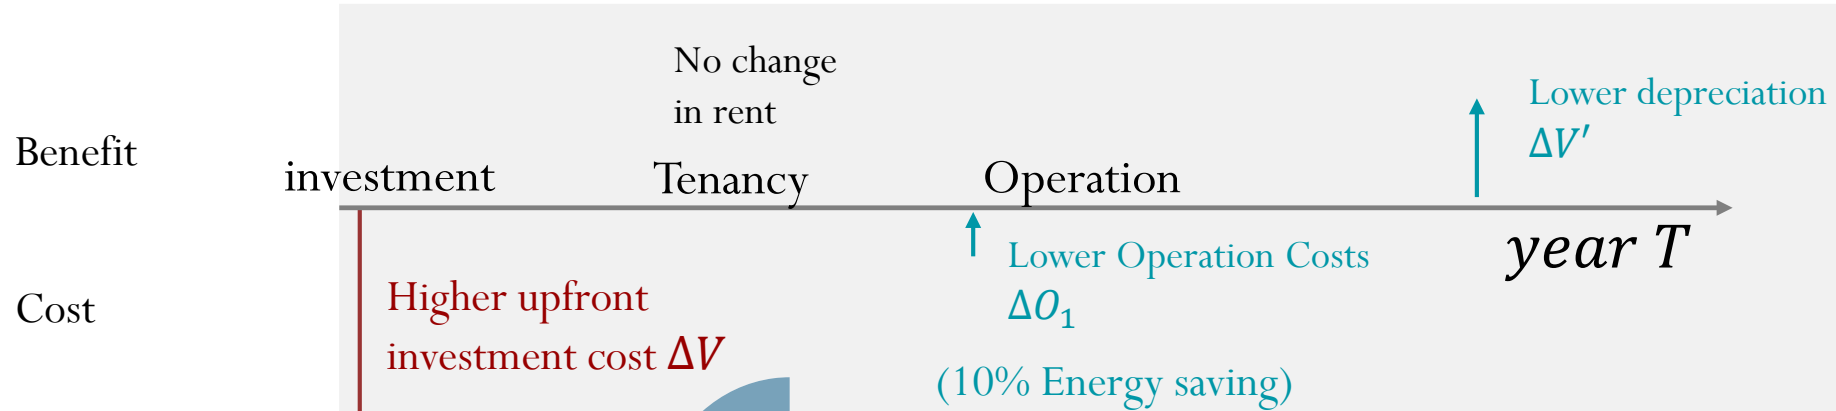 No change
in rent
Lower depreciation
Δ𝑉′
Benefit
investment
Tenancy
Operation
𝑦𝑒𝑎𝑟 𝑇
Lower Operation Costs
Δ𝑂₁
Cost
Higher upfront
investment cost Δ𝑉
(10% Energy saving)